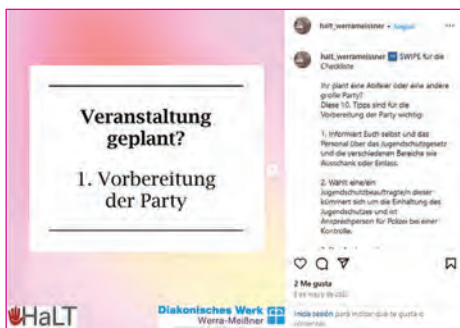 Veranstaltung
geplant?
1. Vorbereitung
der Party
HaLT
Diakonisches Werk
Werra-Meißner
halt_werrameissner •
halt_werrameissner SWIPE für die
Checkliste
Ihr plant eine Abifeier oder eine andere
große Party?
Diese 10. Tipps sind für die
Vorbereitung der Party wichtig:
1. Informiert Euch selbst und das
Personal über das Jugendschutzgesetz
und die verschiedenen Bereiche wie
Ausschank oder Einlass.
2. Wählt eine/ein
Jugendschutzbeauftragte/n dieser
kümmert sich um die Einhaltung des
Jugendschutzes und ist
Ansprechperson für Polizei bei einer
Kontrolle.
2 Me gusta
de mayo de
Inicia sesión para indicar que te gusta o
comentar.